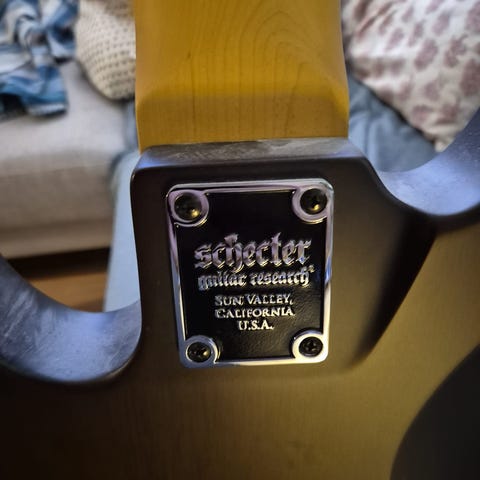 schecter
guitar research®
SUN VALLEY,
CALIFORNIA
U.S.A.